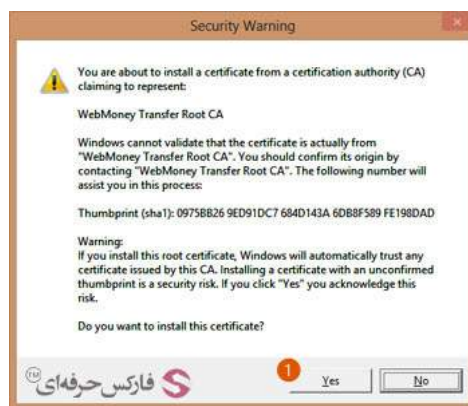 Security Warning
You are about to install a certificate from a certification authority (CA)
claiming to represent:
WebMoney Transfer Root CA
Windows cannot validate that the certificate is actually from
"WebMoney Transfer Root CA". You should confirm its origin by
contacting "WebMoney Transfer Root CA". The following number will
assist you in this process:
Thumbprint (sha1): 0975BB26 9ED91DC7 684D143A 6DB8F589 FE198DAD
Warning:
If you install this root certificate, Windows will automatically trust any
certificate issued by this CA. Installing a certificate with an unconfirmed
thumbprint is a security risk. If you click "Yes" you acknowledge this
risk.
Do you want to install this certificate?
1
Yes
No
فارکس حرفه‌ای TM